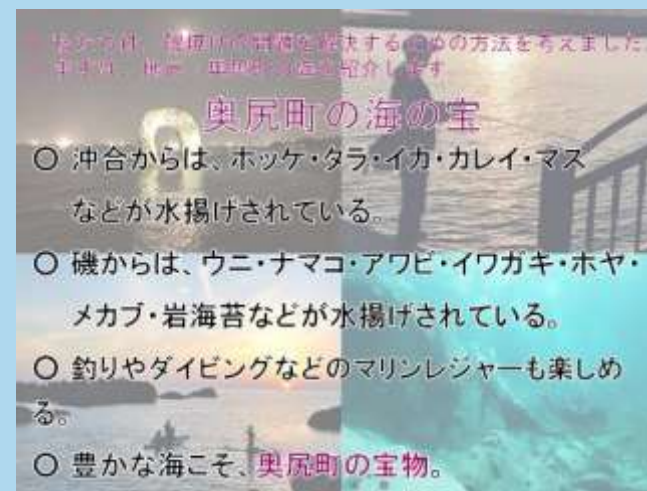 奥尻町の海の宝
○ 沖合からは、ホッケ・タラ・イカ・カレイ・マス
などが水揚げされている。
○ 磯からは、ウニ・ナマコ・アワビ・イワガキ・ホヤ・
メカブ・岩海苔などが水揚げされている。
○ 釣りやダイビングなどのマリンレジャーも楽しめ
る。
○ 豊かな海こそ、奥尻町の宝物。